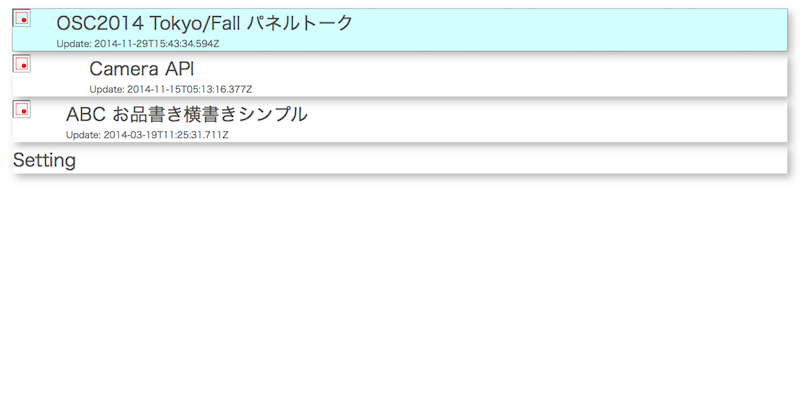 OSC2014 Tokyo/Fall パネルトーク
Update: 2014-11-29T15:43:34.594Z
Camera API
Update: 2014-11-15T05:13:16.377Z
ABC お品書き横書きシンプル
Update: 2014-03-19T11:25:31.711Z
Setting